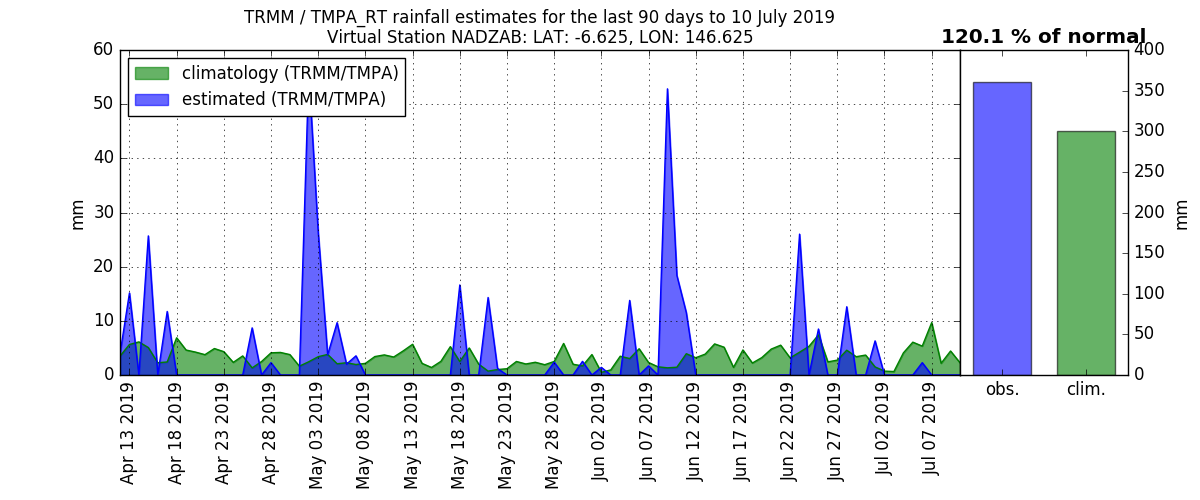 TRMM / TMPA_RT rainfall estimates for the last 90 days to 10 July 2019
Virtual Station NADZAB: LAT: -6.625, LON: 146.625
120.1 % of normal
climatology (TRMM/TMPA)
estimated (TRMM/TMPA)
mm
60
50
40
30
20
10
0
Apr 13 2019
Apr 18 2019
Apr 23 2019
Apr 28 2019
May 03 2019
May 08 2019
May 13 2019
May 18 2019
May 23 2019
May 28 2019
Jun 02 2019
Jun 07 2019
Jun 12 2019
Jun 17 2019
Jun 22 2019
Jun 27 2019
Jul 02 2019
Jul 07 2019
obs.
clim.
400
350
300
250
200
150
100
50
0
mm